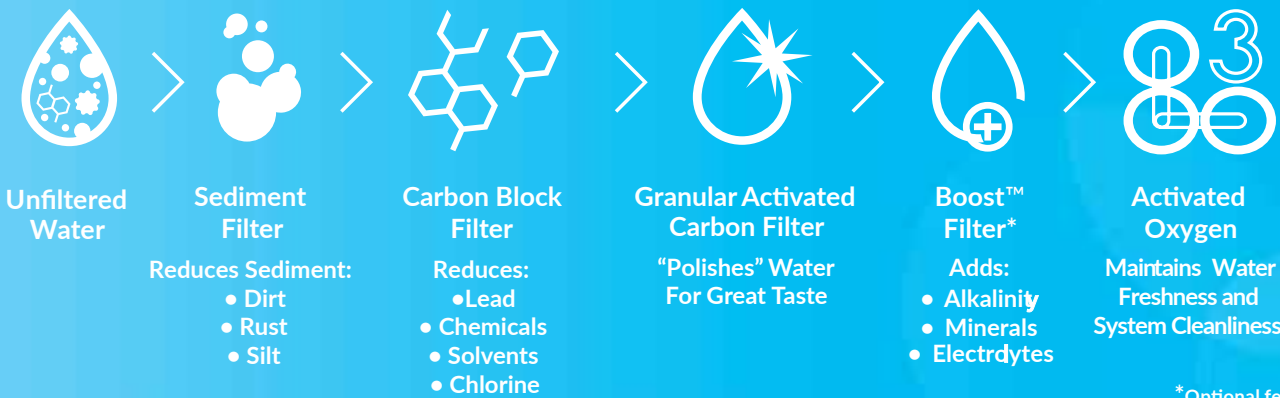 3
Unfiltered
Water
Sediment
Filter
Reduces Sediment:
● Dirt
● Rust
● Silt
Carbon Block
Filter
Reduces:
●Lead
● Chemicals
● Solvents
● Chlorine
Granular Activated
Carbon Filter
“Polishes” Water
For Great Taste
Boost™
Filter*
Adds:
● Alkalinity
● Minerals
● Electrolytes
Activated
Oxygen
Maintains Water
Freshness and
System Cleanliness
*Optional